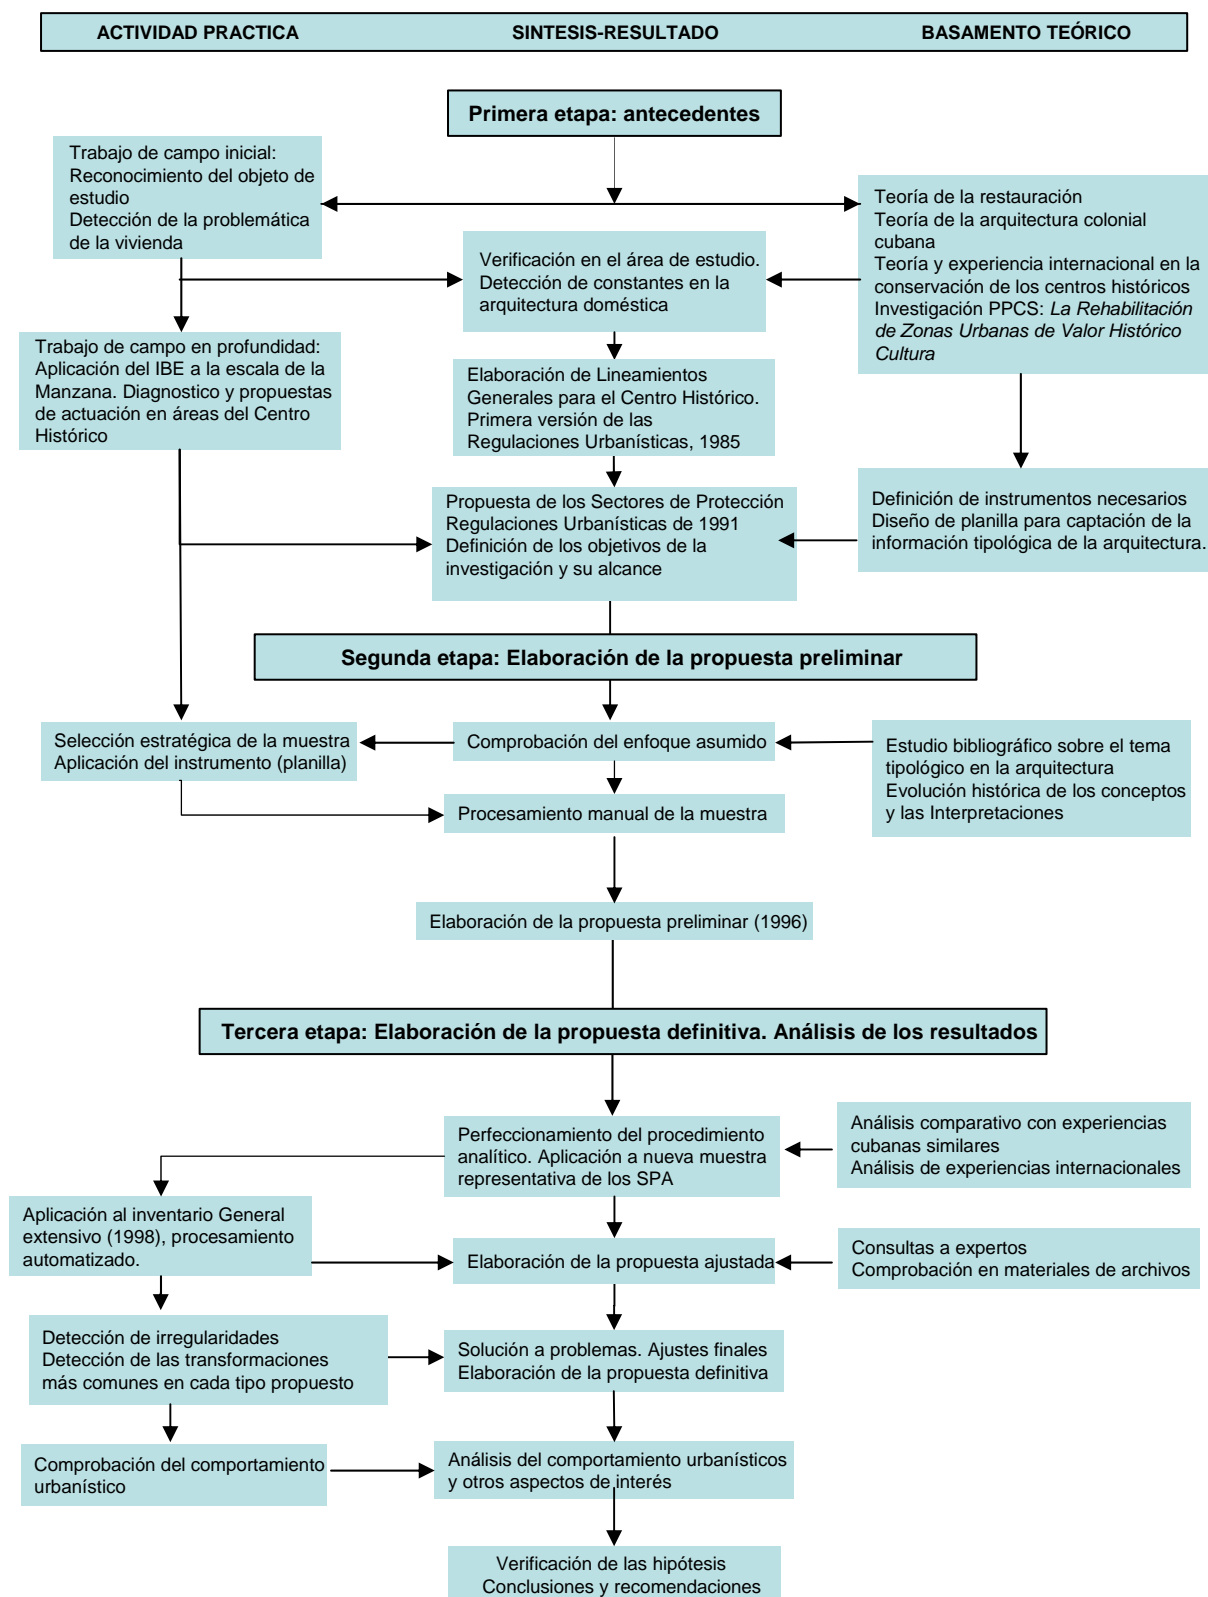 ACTIVIDAD PRACTICA
SINTESIS-RESULTADO
BASAMENTO TEÓRICO
Primera etapa: antecedentes
Trabajo de campo inicial:
Reconocimiento del objeto de
estudio
Detección de la problemática
de la vivienda
Teoría de la restauración
Teoría de la arquitectura colonial
cubana
Teoría y experiencia internacional en la
conservación de los centros históricos
Investigación PPCS: La Rehabilitación
de Zonas Urbanas de Valor Histórico
Cultura
Verificación en el área de estudio.
Detección de constantes en la
arquitectura doméstica
Trabajo de campo en profundidad:
Aplicación del IBE a la escala de la
Manzana. Diagnostico y propuestas
de actuación en áreas del Centro
Histórico
Elaboración de Lineamientos
Generales para el Centro Histórico.
Primera versión de las
Regulaciones Urbanísticas, 1985
Propuesta de los Sectores de Protección
Regulaciones Urbanísticas de 1991
Definición de los objetivos de la
investigación y su alcance
Definición de instrumentos necesarios
Diseño de planilla para captación de la
información tipológica de la arquitectura.
Segunda etapa: Elaboración de la propuesta preliminar
Selección estratégica de la muestra
Aplicación del instrumento (planilla)
Comprobación del enfoque asumido
Estudio bibliográfico sobre el tema
tipológico en la arquitectura
Evolución histórica de los conceptos
y las Interpretaciones
Procesamiento manual de la muestra
Elaboración de la propuesta preliminar (1996)
Tercera etapa: Elaboración de la propuesta definitiva. Análisis de los resultados
Perfeccionamiento del procedimiento
analítico. Aplicación a nueva muestra
representativa de los SPA
Análisis comparativo con experiencias
cubanas similares
Análisis de experiencias internacionales
Aplicación al inventario General
extensivo (1998), procesamiento
automatizado.
Elaboración de la propuesta ajustada
Consultas a expertos
Comprobación en materiales de archivos
Detección de irregularidades
Detección de las transformaciones
más comunes en cada tipo propuesto
Solución a problemas. Ajustes finales
Elaboración de la propuesta definitiva
Comprobación del comportamiento
urbanístico
Análisis del comportamiento urbanísticos
y otros aspectos de interés
Verificación de las hipótesis
Conclusiones y recomendaciones